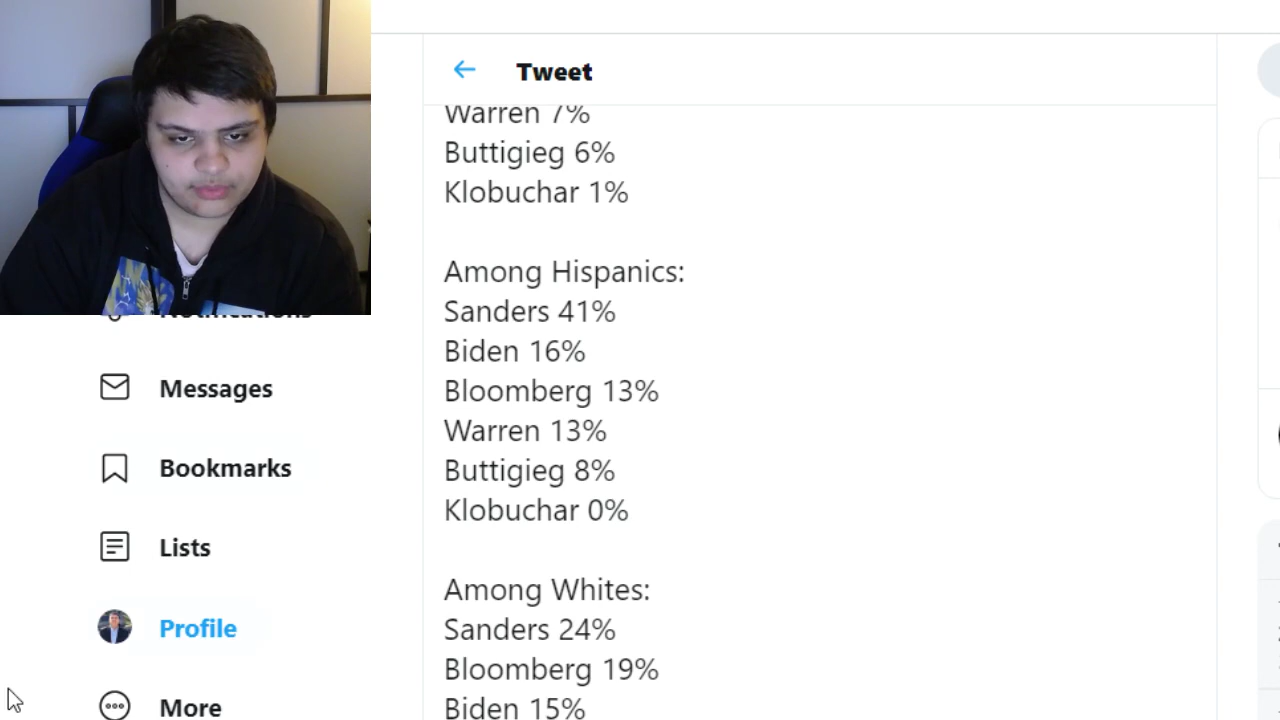 Tweet
Warren 7%
Buttigieg 6%
Klobuchar 1%
Among Hispanics:
Sanders 41%
Biden 16%
Bloomberg 13%
Warren 13%
Buttigieg 8%
Klobuchar 0%
Among Whites:
Sanders 24%
Bloomberg 19%
Biden 15%
Notifications
Messages
Bookmarks
Lists
Profile
More